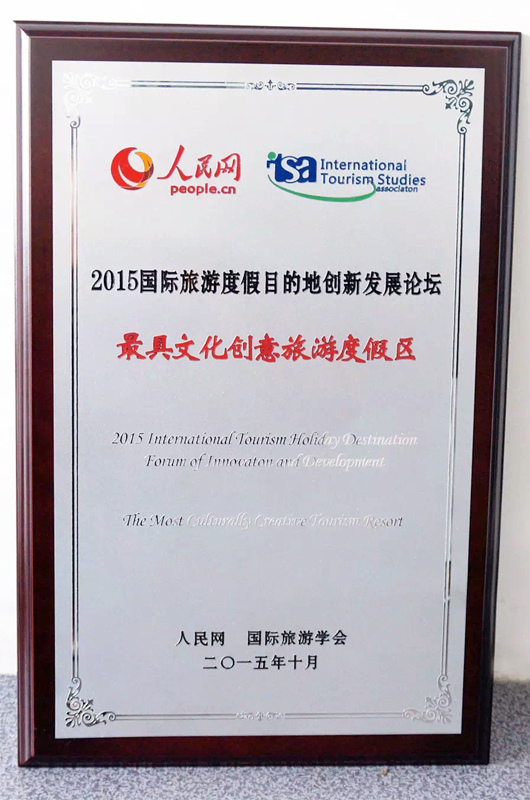 人民网
people.cn
itsa International
Tourism Studies
associaton
2015国际旅游度假目的地创新发展论坛
最具文化创意旅游度假区
2015 International Tourism Holiday Destination
Forum of Innovaton and Development
The Most Culturally Creative Tourism Resort
人民网 国际旅游学会
二〇一五年十月